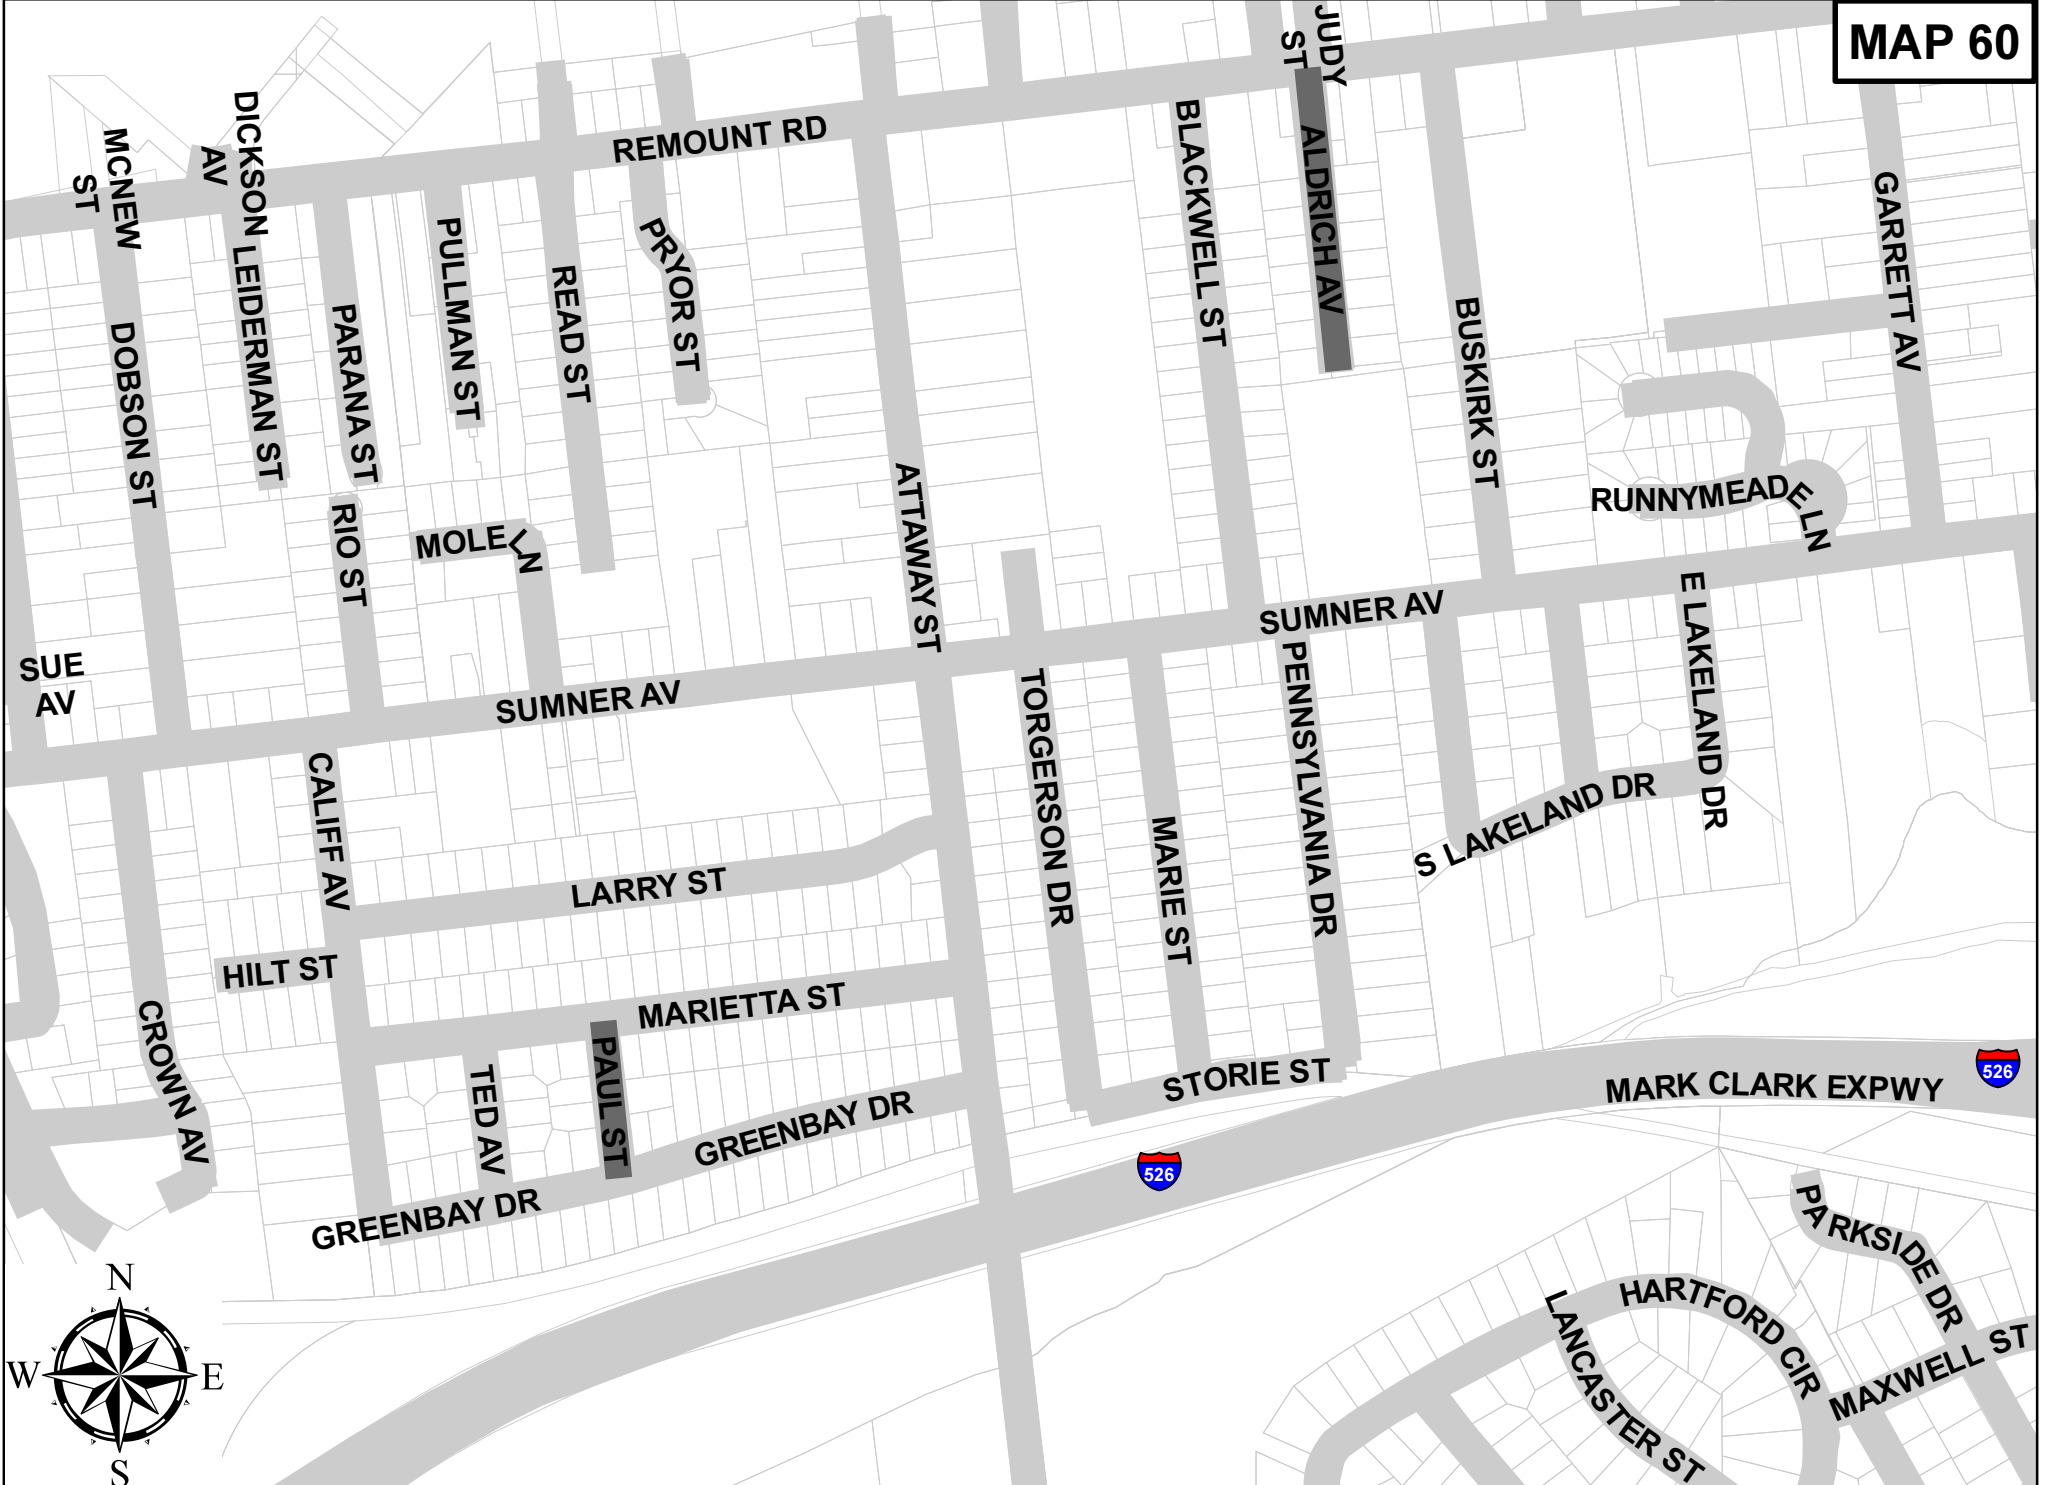 MAP 60
JUDY
ST
DICKSON
AV
MCNEW
ST
REMOUNT RD
BLACKWELL ST
ALDRICH AV
GARRETT AV
PULLMAN ST
PRYOR ST
LEIDERMAN ST
READ ST
PARANA ST
DOBSON ST
BUSKIRK ST
ATTAWAY ST
RUNNYMEADE LN
RIO ST
MOLE LN
E LAKELAND DR
SUMNER AV
PENNSYLVANIA DR
SUE
AV
SUMNER AV
TORGERSON DR
CALIFF AV
S LAKELAND DR
MARIE ST
LARRY ST
HILT ST
MARIETTA ST
CROWN AV
PAUL ST
TED AV
STORIE ST
MARK CLARK EXPWY
526
GREENBAY DR
526
GREENBAY DR
PARKSIDE DR
HARTFORD CIR
LANCASTER ST
MAXWELL ST
N
W
E
S